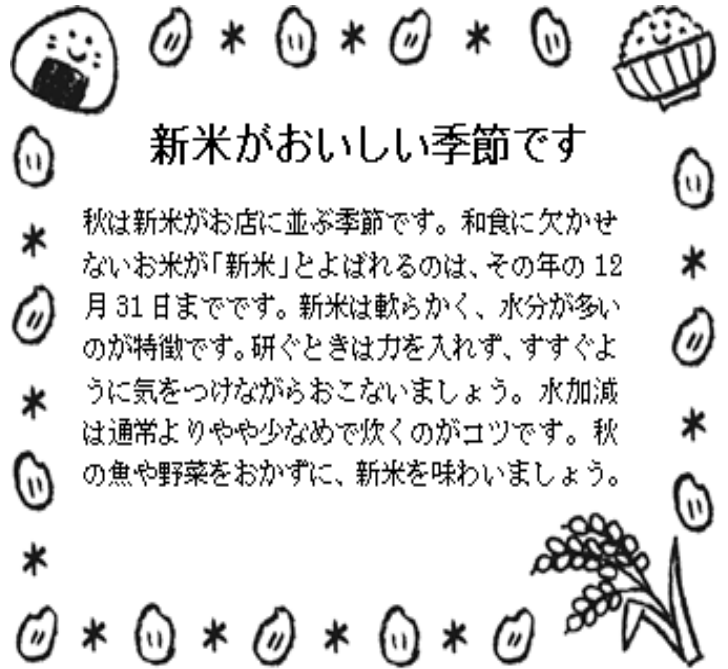 新米がおいしい季節です
秋は新米がお店に並ぶ季節です。和食に欠かせ
ないお米が「新米」とよばれるのは、その年の 12
月 31 日までです。新米は軟らかく、水分が多い
のが特徴です。研ぐときは力を入れず、すすぐよ
うに気をつけながらおこないましょう。水加減
は通常よりやや少なめで炊くのがコツです。秋
の魚や野菜をおかずに、新米を味わいましょう。